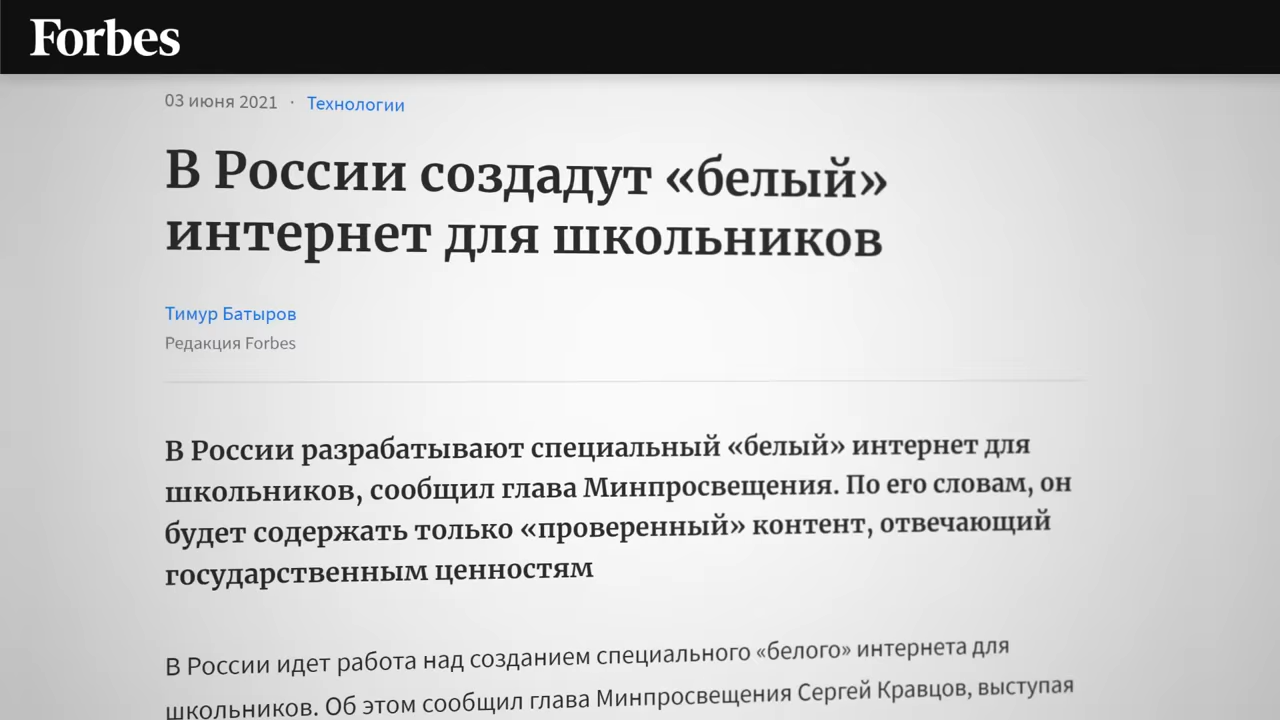 Forbes
03 июня 2021 · Технологии
В России создадут «белый»
интернет для школьников
Тимур Батыров
Редакция Forbes
В России разрабатывают специальный «белый» интернет для
школьников, сообщил глава Минпросвещения. По его словам, он
будет содержать только «проверенный» контент, отвечающий
государственным ценностям
В России идет работа над созданием специального «белого» интернета для
школьников. Об этом сообщил глава Минпросвещения Сергей Кравцов, выступая